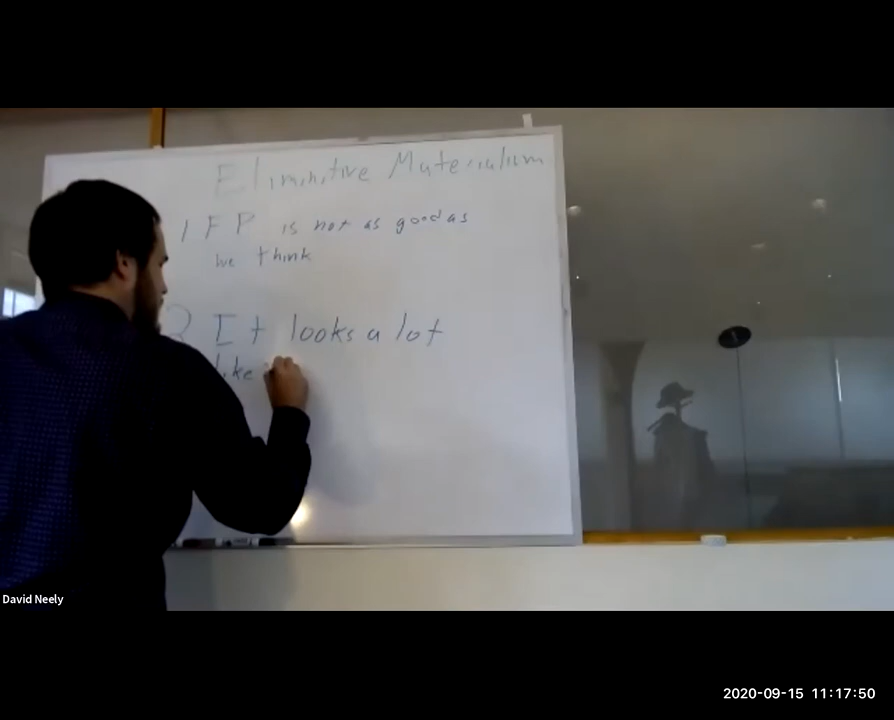 Eliminitive Materialism
1 FP is not as good as
we think
2 It looks a lot
like
David Neely
2020-09-15 11:17:50